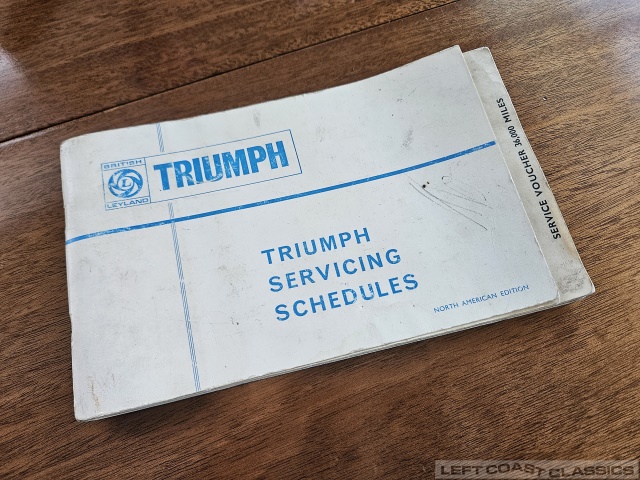 BRITISH
L
LEYLAND
TRIUMPH
TRIUMPH
SERVICING
SCHEDULES
NORTH AMERICAN EDITION
SERVICE VOUCHER 36,000 MILES
LEFT COAST CLASSICS